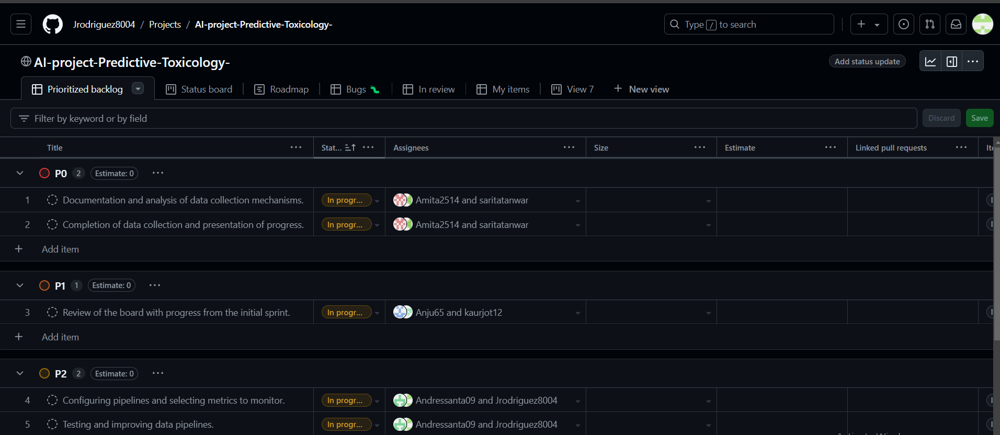 Jrodriguez8004 / Projects / AI-project-Predictive-Toxicology-
Type / to search
AI-project-Predictive-Toxicology-
Add status update
Prioritized backlog
Status board
Roadmap
Bugs
In review
My items
View 7
New view
Filter by keyword or by field
Discard
Save
Title
Stat...
Assignees
Size
Estimate
Linked pull requests
P0 2 Estimate: 0
1 Documentation and analysis of data collection mechanisms. In progr... Amita2514 and saritatanwar
2 Completion of data collection and presentation of progress. In progr... Amita2514 and saritatanwar
Add item
P1 1 Estimate: 0
3 Review of the board with progress from the initial sprint. In progr... Anju65 and kaurjot12
Add item
P2 2 Estimate: 0
4 Configuring pipelines and selecting metrics to monitor. In progr... Andressanta09 and Jrodriguez8004
5 Testing and improving data pipelines. In progr... Andressanta09 and Jrodriguez8004